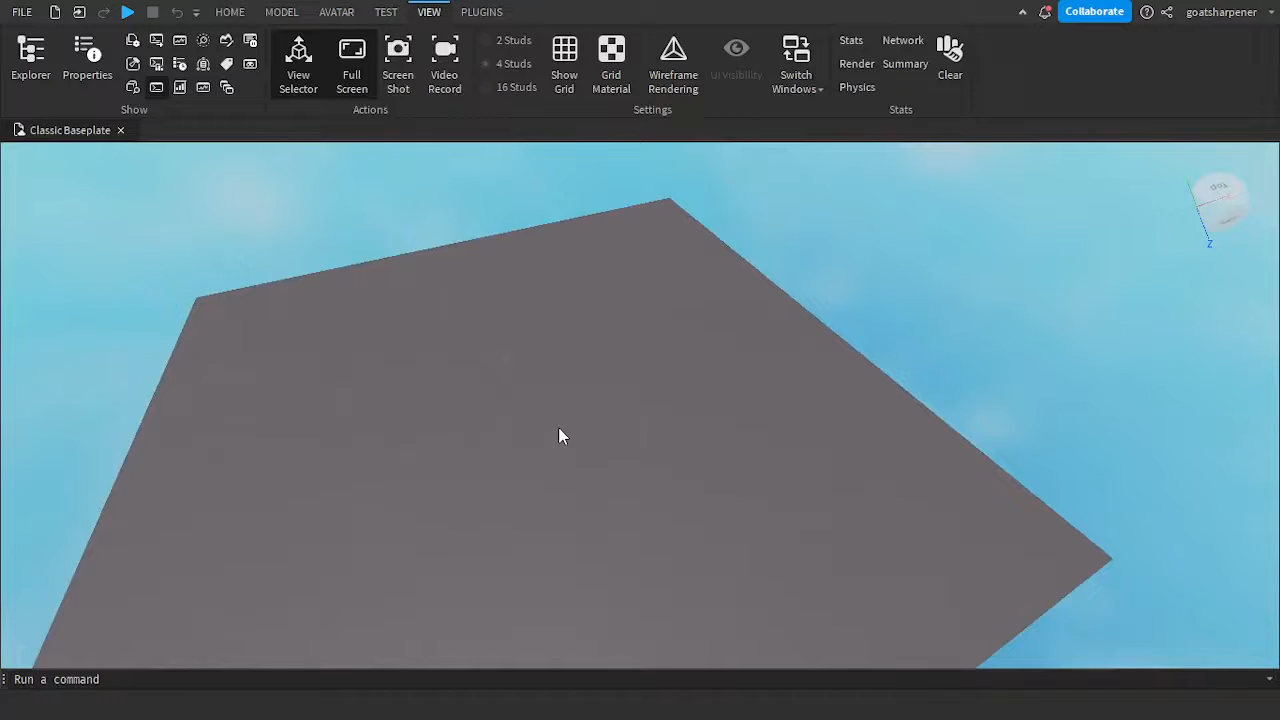 FILE HOME MODEL AVATAR TEST VIEW PLUGINS Collaborate goatsharpener
Explorer Properties
Show
View Selector Full Screen Screen Shot Video Record
Actions
2 Studs
4 Studs
16 Studs
Show Grid Grid Material Wireframe Rendering UI Visibility Switch Windows
Settings
Stats Network
Render Summary
Physics
Clear
Stats
Classic Baseplate
Top
Z
Run a command